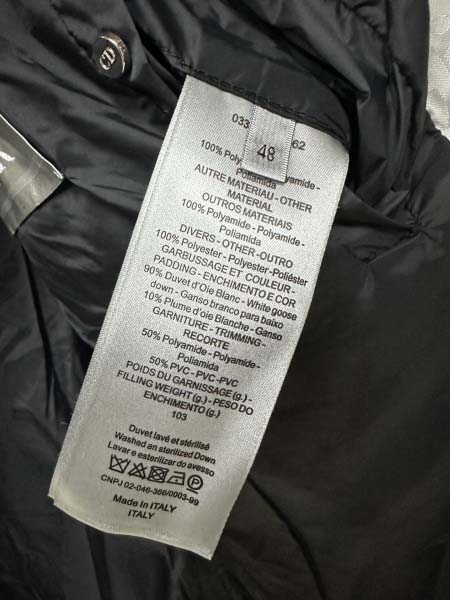 033 62
48
100% Polyamide-Polyamide-
Poliamida
AUTRE MATERIAU - OTHER
MATERIAL
OUTROS MATERIAIS
100% Polyamide-Polyamide-
Poliamida
DIVERS - OTHER - OUTRO
100% Polyester-Polyester-Poliéster
GARBUSSAGE ET COULEUR -
PADDING - ENCHIMENTO E COR
90% Duvet d'Oie Blanc - White goose
down - Ganso branco para baixo
10% Plume d'oie Blanche - Ganso
GARNITURE - TRIMMING -
RECORTE
50% Polyamide-Polyamide-
Poliamida
50% PVC-PVC-PVC
POIDS DU GARNISSAGE (g.) -
FILLING WEIGHT (g.) - PESO DO
ENCHIMENTO (g.)
103
Duvet lavé et stérilisé
Washed an sterilized Down
Lavar e esterilizar do avesso
CNPJ 02-046-366/0003-99
Made in ITALY
ITALY
CD